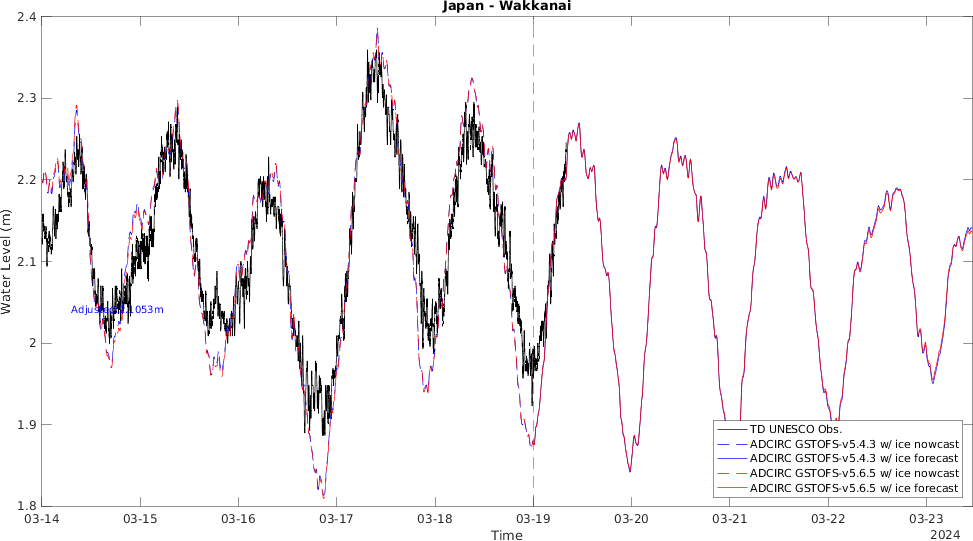 Japan - Wakkanai
Water Level (m)
2.4
2.3
2.2
2.1
2
1.9
1.8
03-14
03-15
03-16
03-17
03-18
03-19
03-20
03-21
03-22
03-23
2024
Time
TD UNESCO Obs.
ADCIRC GSTOFS-v5.4.3 w/ ice nowcast
ADCIRC GSTOFS-v5.4.3 w/ ice forecast
ADCIRC GSTOFS-v5.6.5 w/ ice nowcast
ADCIRC GSTOFS-v5.6.5 w/ ice forecast